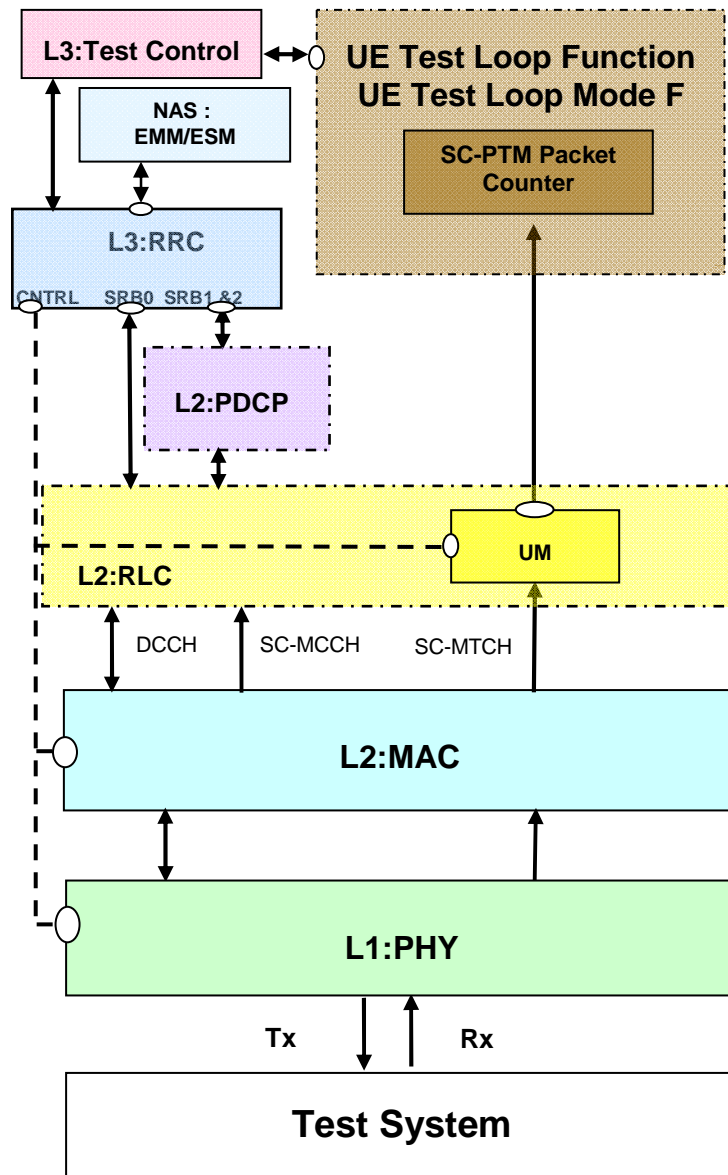 L3:Test Control
UE Test Loop Function
UE Test Loop Mode F
NAS :
EMM/ESM
SC-PTM Packet
Counter
L3:RRC
CNTRL SRB0 SRB1 &2
L2:PDCP
UM
L2:RLC
DCCH SC-MCCH SC-MTCH
L2:MAC
L1:PHY
Tx Rx
Test System